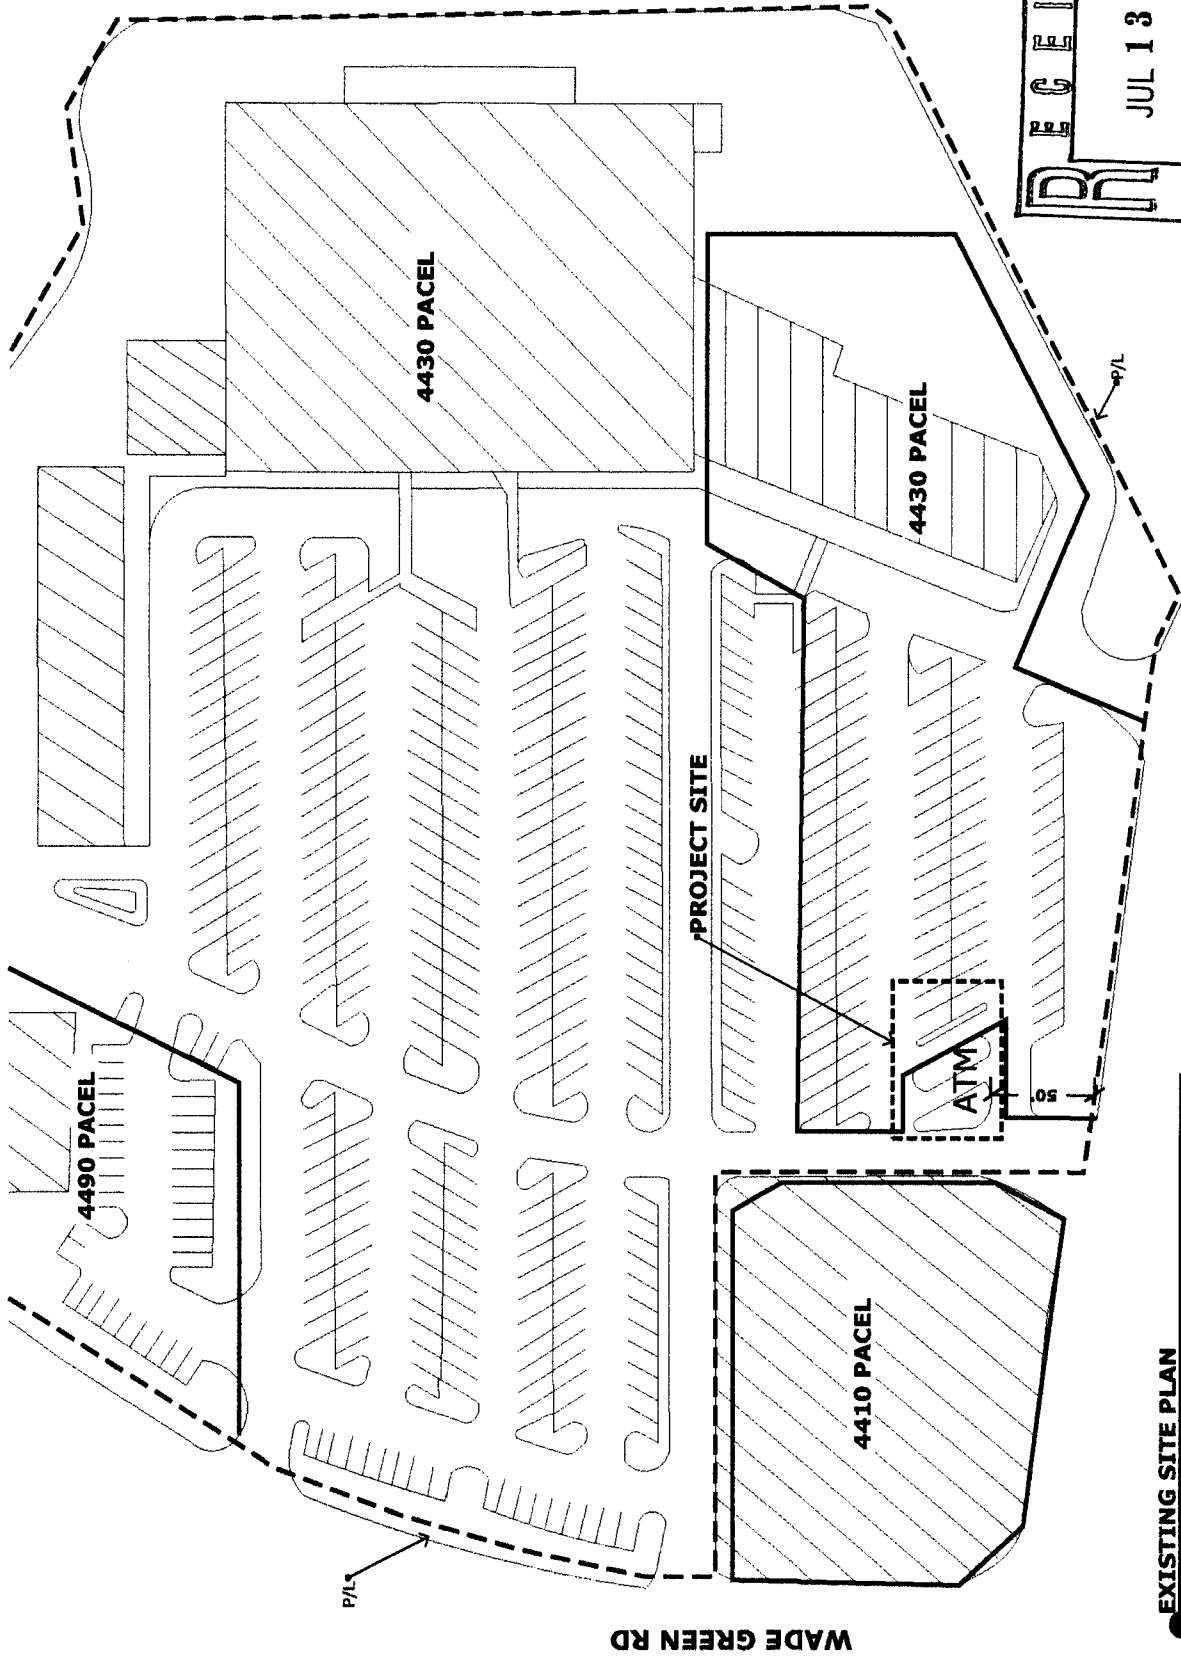 4430 PACEL
4430 PACEL
P/L
PROJECT SITE
4490 PACEL
ATM
50'
4410 PACEL
P/L
WADE GREEN RD
EXISTING SITE PLAN
RECEI
JUL 13